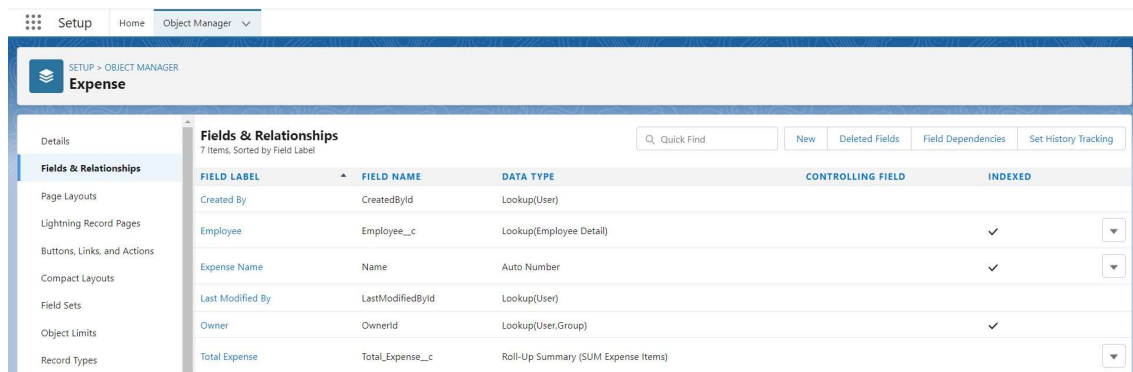 Setup Home Object Manager
SETUP > OBJECT MANAGER
Expense
Details
Fields & Relationships
Page Layouts
Lightning Record Pages
Buttons, Links, and Actions
Compact Layouts
Field Sets
Object Limits
Record Types
Fields & Relationships
7 Items, Sorted by Field Label
Quick Find New Deleted Fields Field Dependencies Set History Tracking
FIELD LABEL FIELD NAME DATA TYPE CONTROLLING FIELD INDEXED
Created By CreatedById Lookup(User)
Employee Employee__c Lookup(Employee Detail)
Expense Name Name Auto Number
Last Modified By LastModifiedById Lookup(User)
Owner OwnerId Lookup(User,Group)
Total Expense Total_Expense__c Roll-Up Summary (SUM Expense Items)